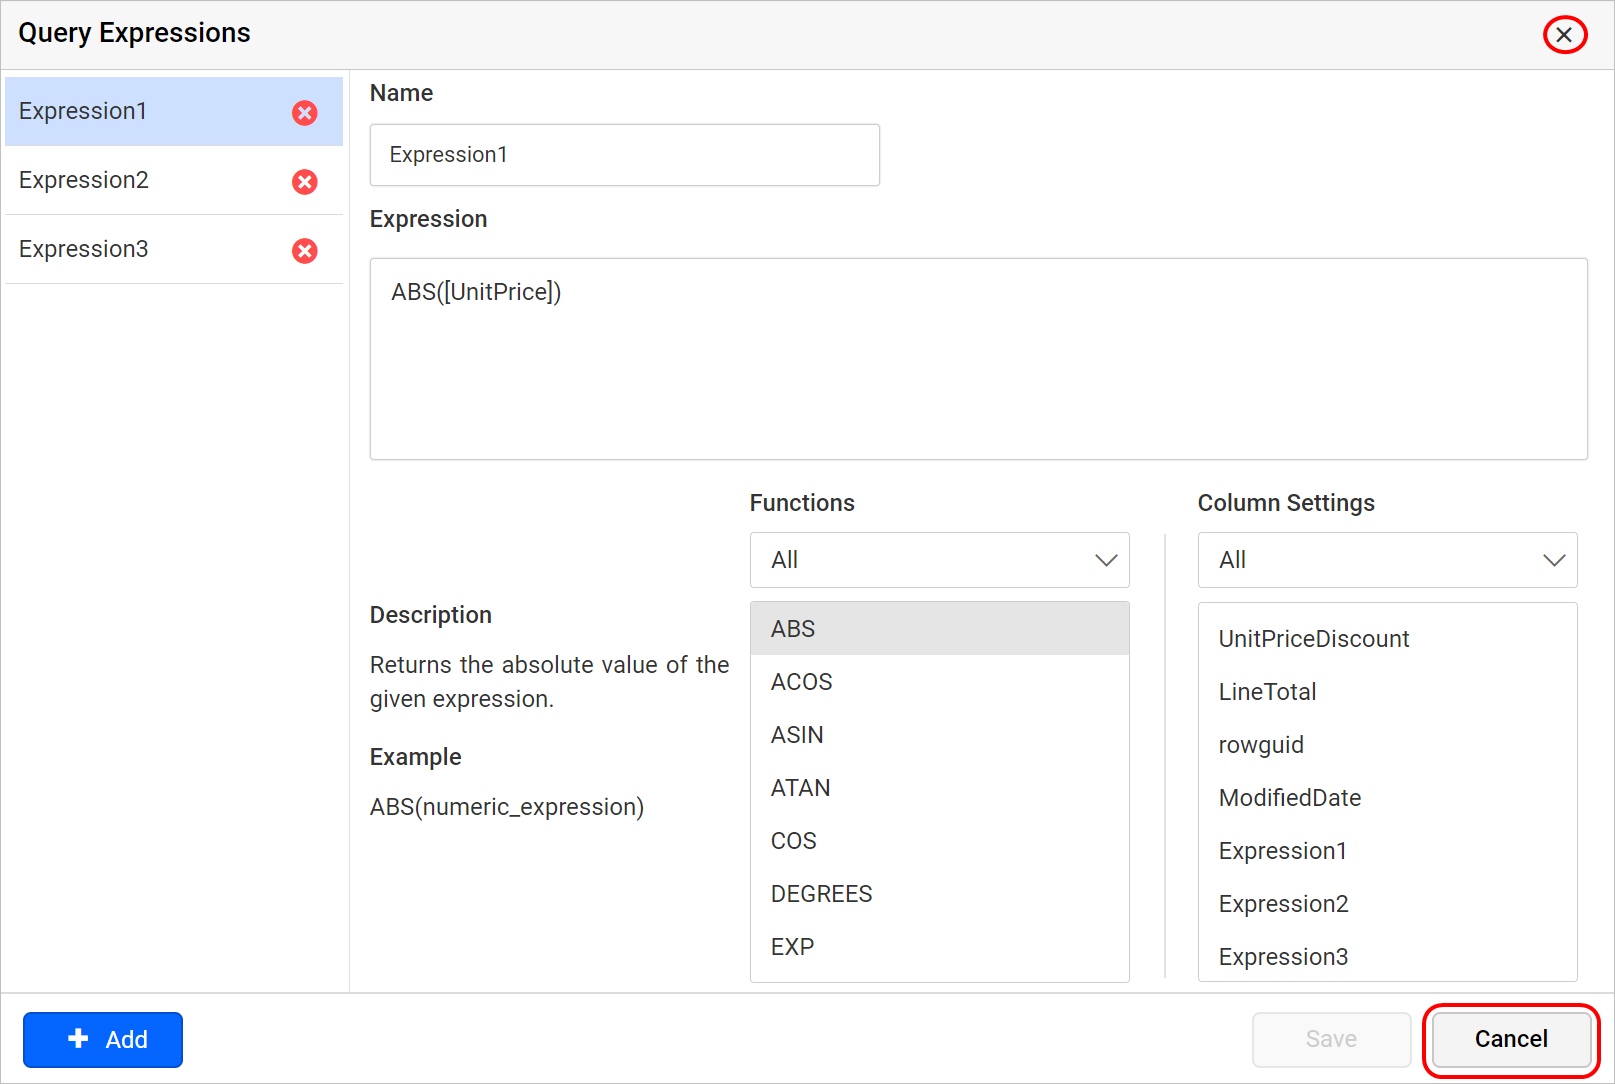 Query Expressions
Expression1
Expression2
Expression3
Name
Expression1
Expression
ABS([UnitPrice])
Description
Returns the absolute value of the
given expression.
Example
ABS(numeric_expression)
Functions
All
ABS
ACOS
ASIN
ATAN
COS
DEGREES
EXP
Column Settings
All
UnitPriceDiscount
LineTotal
rowguid
ModifiedDate
Expression1
Expression2
Expression3
Add
Save
Cancel